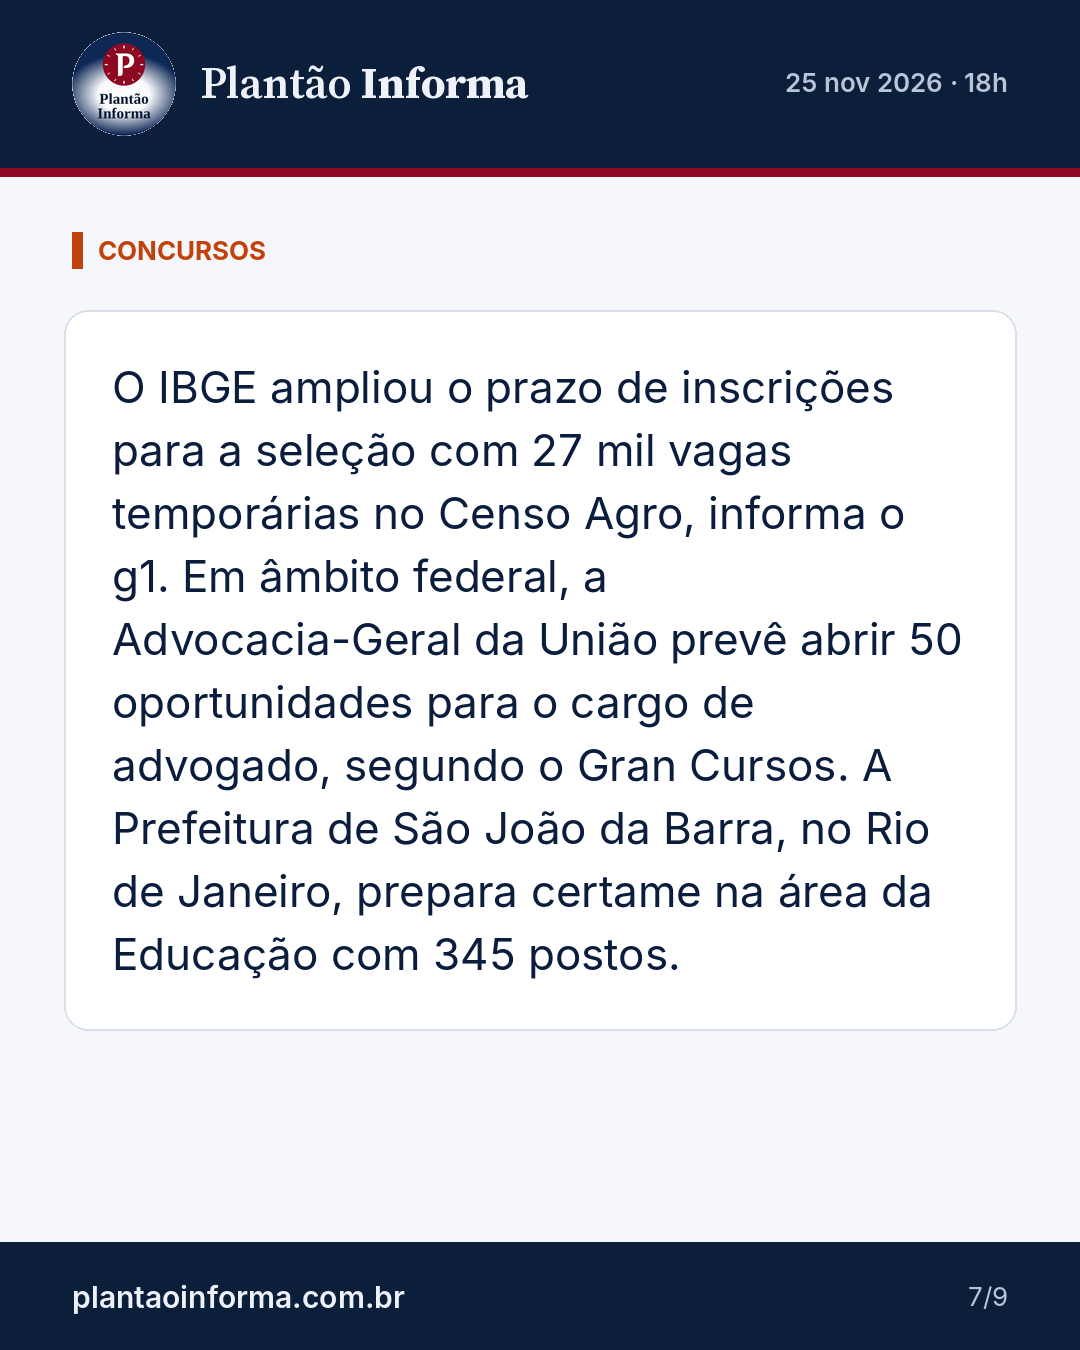 P
Plantão
Informa
Plantão Informa
25 nov 2026 · 18h
CONCURSOS
O IBGE ampliou o prazo de inscrições
para a seleção com 27 mil vagas
temporárias no Censo Agro, informa o
g1. Em âmbito federal, a
Advocacia-Geral da União prevê abrir 50
oportunidades para o cargo de
advogado, segundo o Gran Cursos. A
Prefeitura de São João da Barra, no Rio
de Janeiro, prepara certame na área da
Educação com 345 postos.
plantaoinforma.com.br
7/9